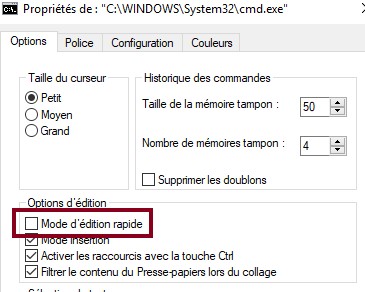 Propriétés de : "C:\WINDOWS\System32\cmd.exe"
Options Police Configuration Couleurs
Taille du curseur
Petit
Moyen
Grand
Historique des commandes
Taille de la mémoire tampon : 50
Nombre de mémoires tampon : 4
Supprimer les doublons
Options d'édition
Mode d'édition rapide
Mode insertion
Activer les raccourcis avec la touche Ctrl
Filtrer le contenu du Presse-papiers lors du collage